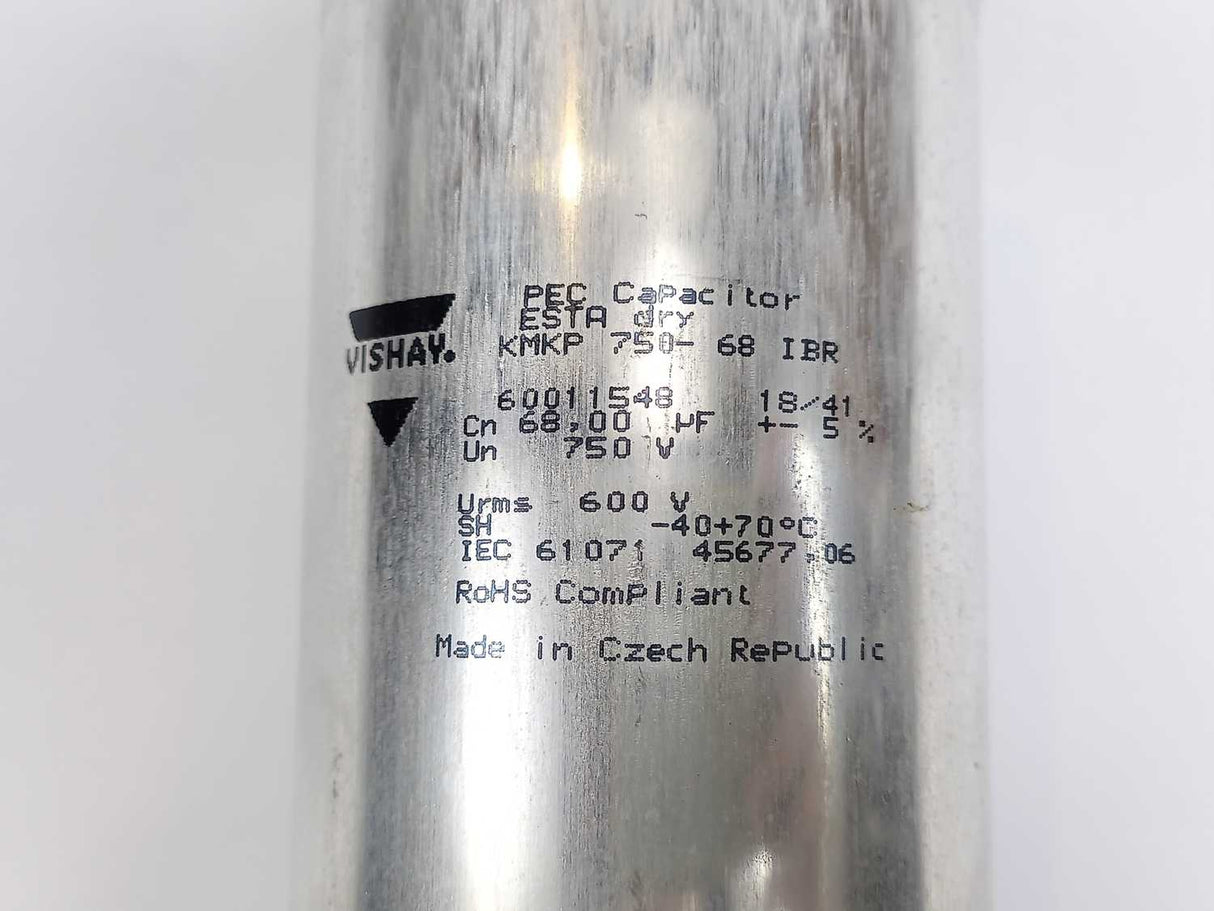 VISHAY.
PEC Capacitor
ESTA dry
KMKP 750- 68 IBR
60011548 18/41
Cn 68,00 µF +- 5 %
Un 750 V
Urms 600 V
SH -40+70°C
IEC 61071 45677,06
RoHS Compliant
Made in Czech Republic